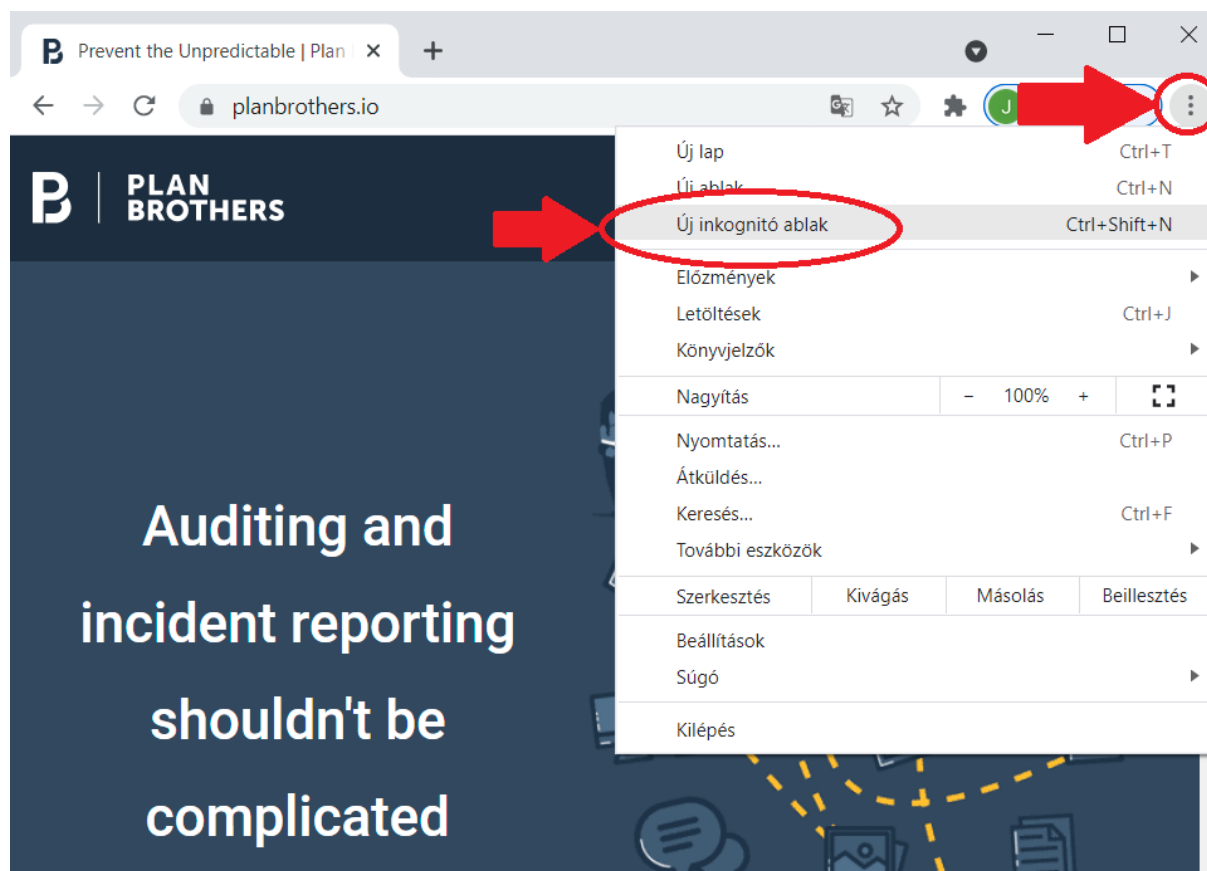 Prevent the Unpredictable | Plan
planbrothers.io
J
PLAN
BROTHERS
Új lap Ctrl+T
Új ablak Ctrl+N
Új inkognitó ablak Ctrl+Shift+N
Előzmények
Letöltések Ctrl+J
Könyvjelzők
Nagyítás - 100% +
Nyomtatás... Ctrl+P
Átküldés...
Keresés... Ctrl+F
További eszközök
Szerkesztés Kivágás Másolás Beillesztés
Beállítások
Súgó
Kilépés
Auditing and
incident reporting
shouldn't be
complicated